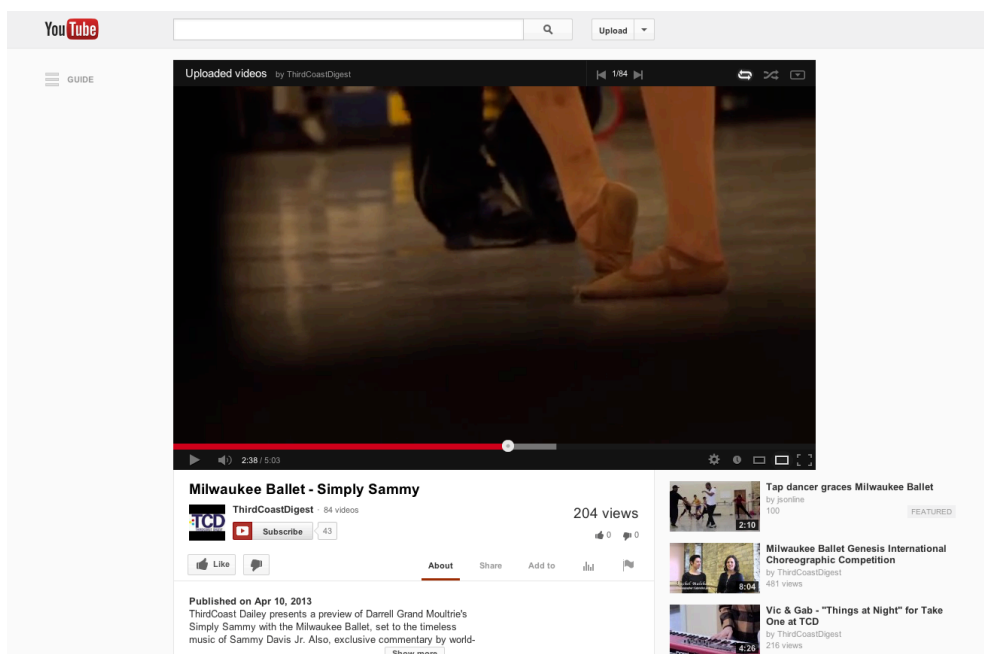 YouTube
Upload
GUIDE
Uploaded videos by ThirdCoastDigest
1/84
2:38 / 5:03
Milwaukee Ballet - Simply Sammy
ThirdCoastDigest · 84 videos
TCD
Subscribe 43
204 views
0 0
Like
About Share Add to
Published on Apr 10, 2013
ThirdCoast Dailey presents a preview of Darrell Grand Moultrie's
Simply Sammy with the Milwaukee Ballet, set to the timeless
music of Sammy Davis Jr. Also, exclusive commentary by world-
Show more
2:10
Tap dancer graces Milwaukee Ballet
by jsonline
100
FEATURED
8:04
Milwaukee Ballet Genesis International
Choreographic Competition
by ThirdCoastDigest
481 views
4:26
Vic & Gab - "Things at Night" for Take
One at TCD
by ThirdCoastDigest
216 views